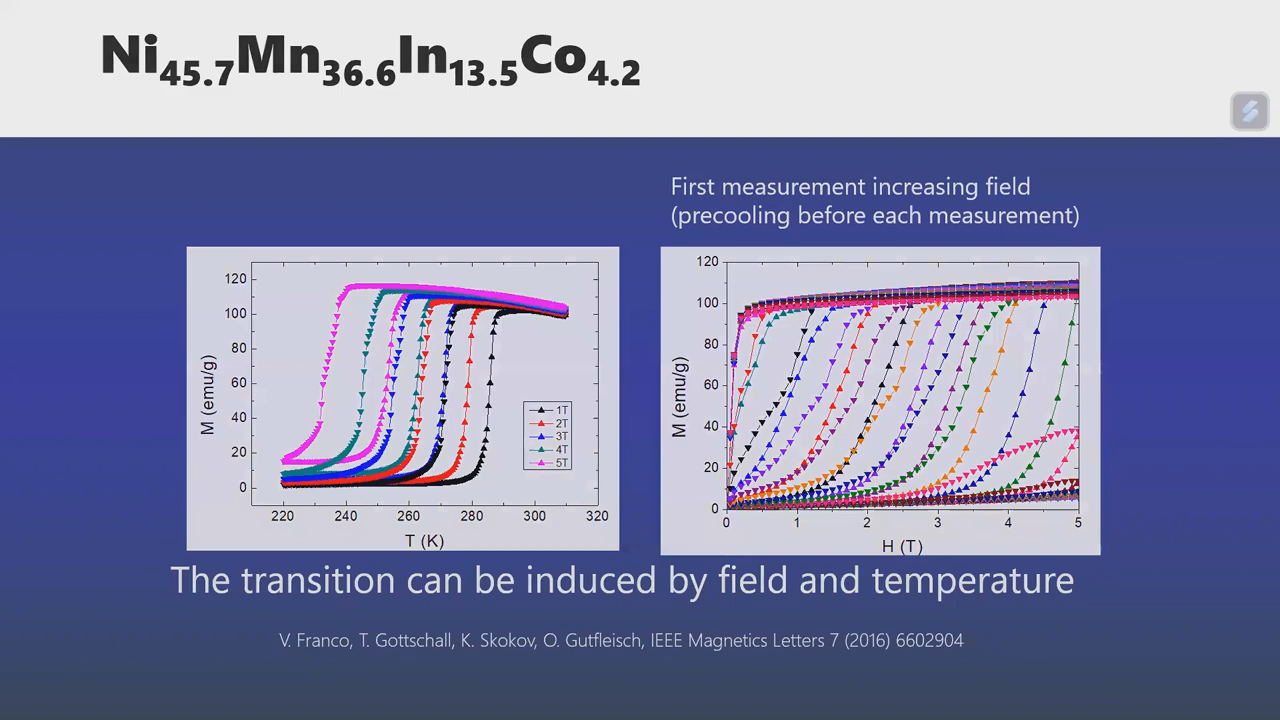 Ni45.7Mn36.6In13.5Co4.2
First measurement increasing field
(precooling before each measurement)
120
100
80
60
40
20
0
M (emu/g)
1T
2T
3T
4T
5T
220 240 260 280 300 320
T (K)
120
100
80
60
40
20
0
M (emu/g)
0 1 2 3 4 5
H (T)
The transition can be induced by field and temperature
V. Franco, T. Gottschall, K. Skokov, O. Gutfleisch, IEEE Magnetics Letters 7 (2016) 6602904